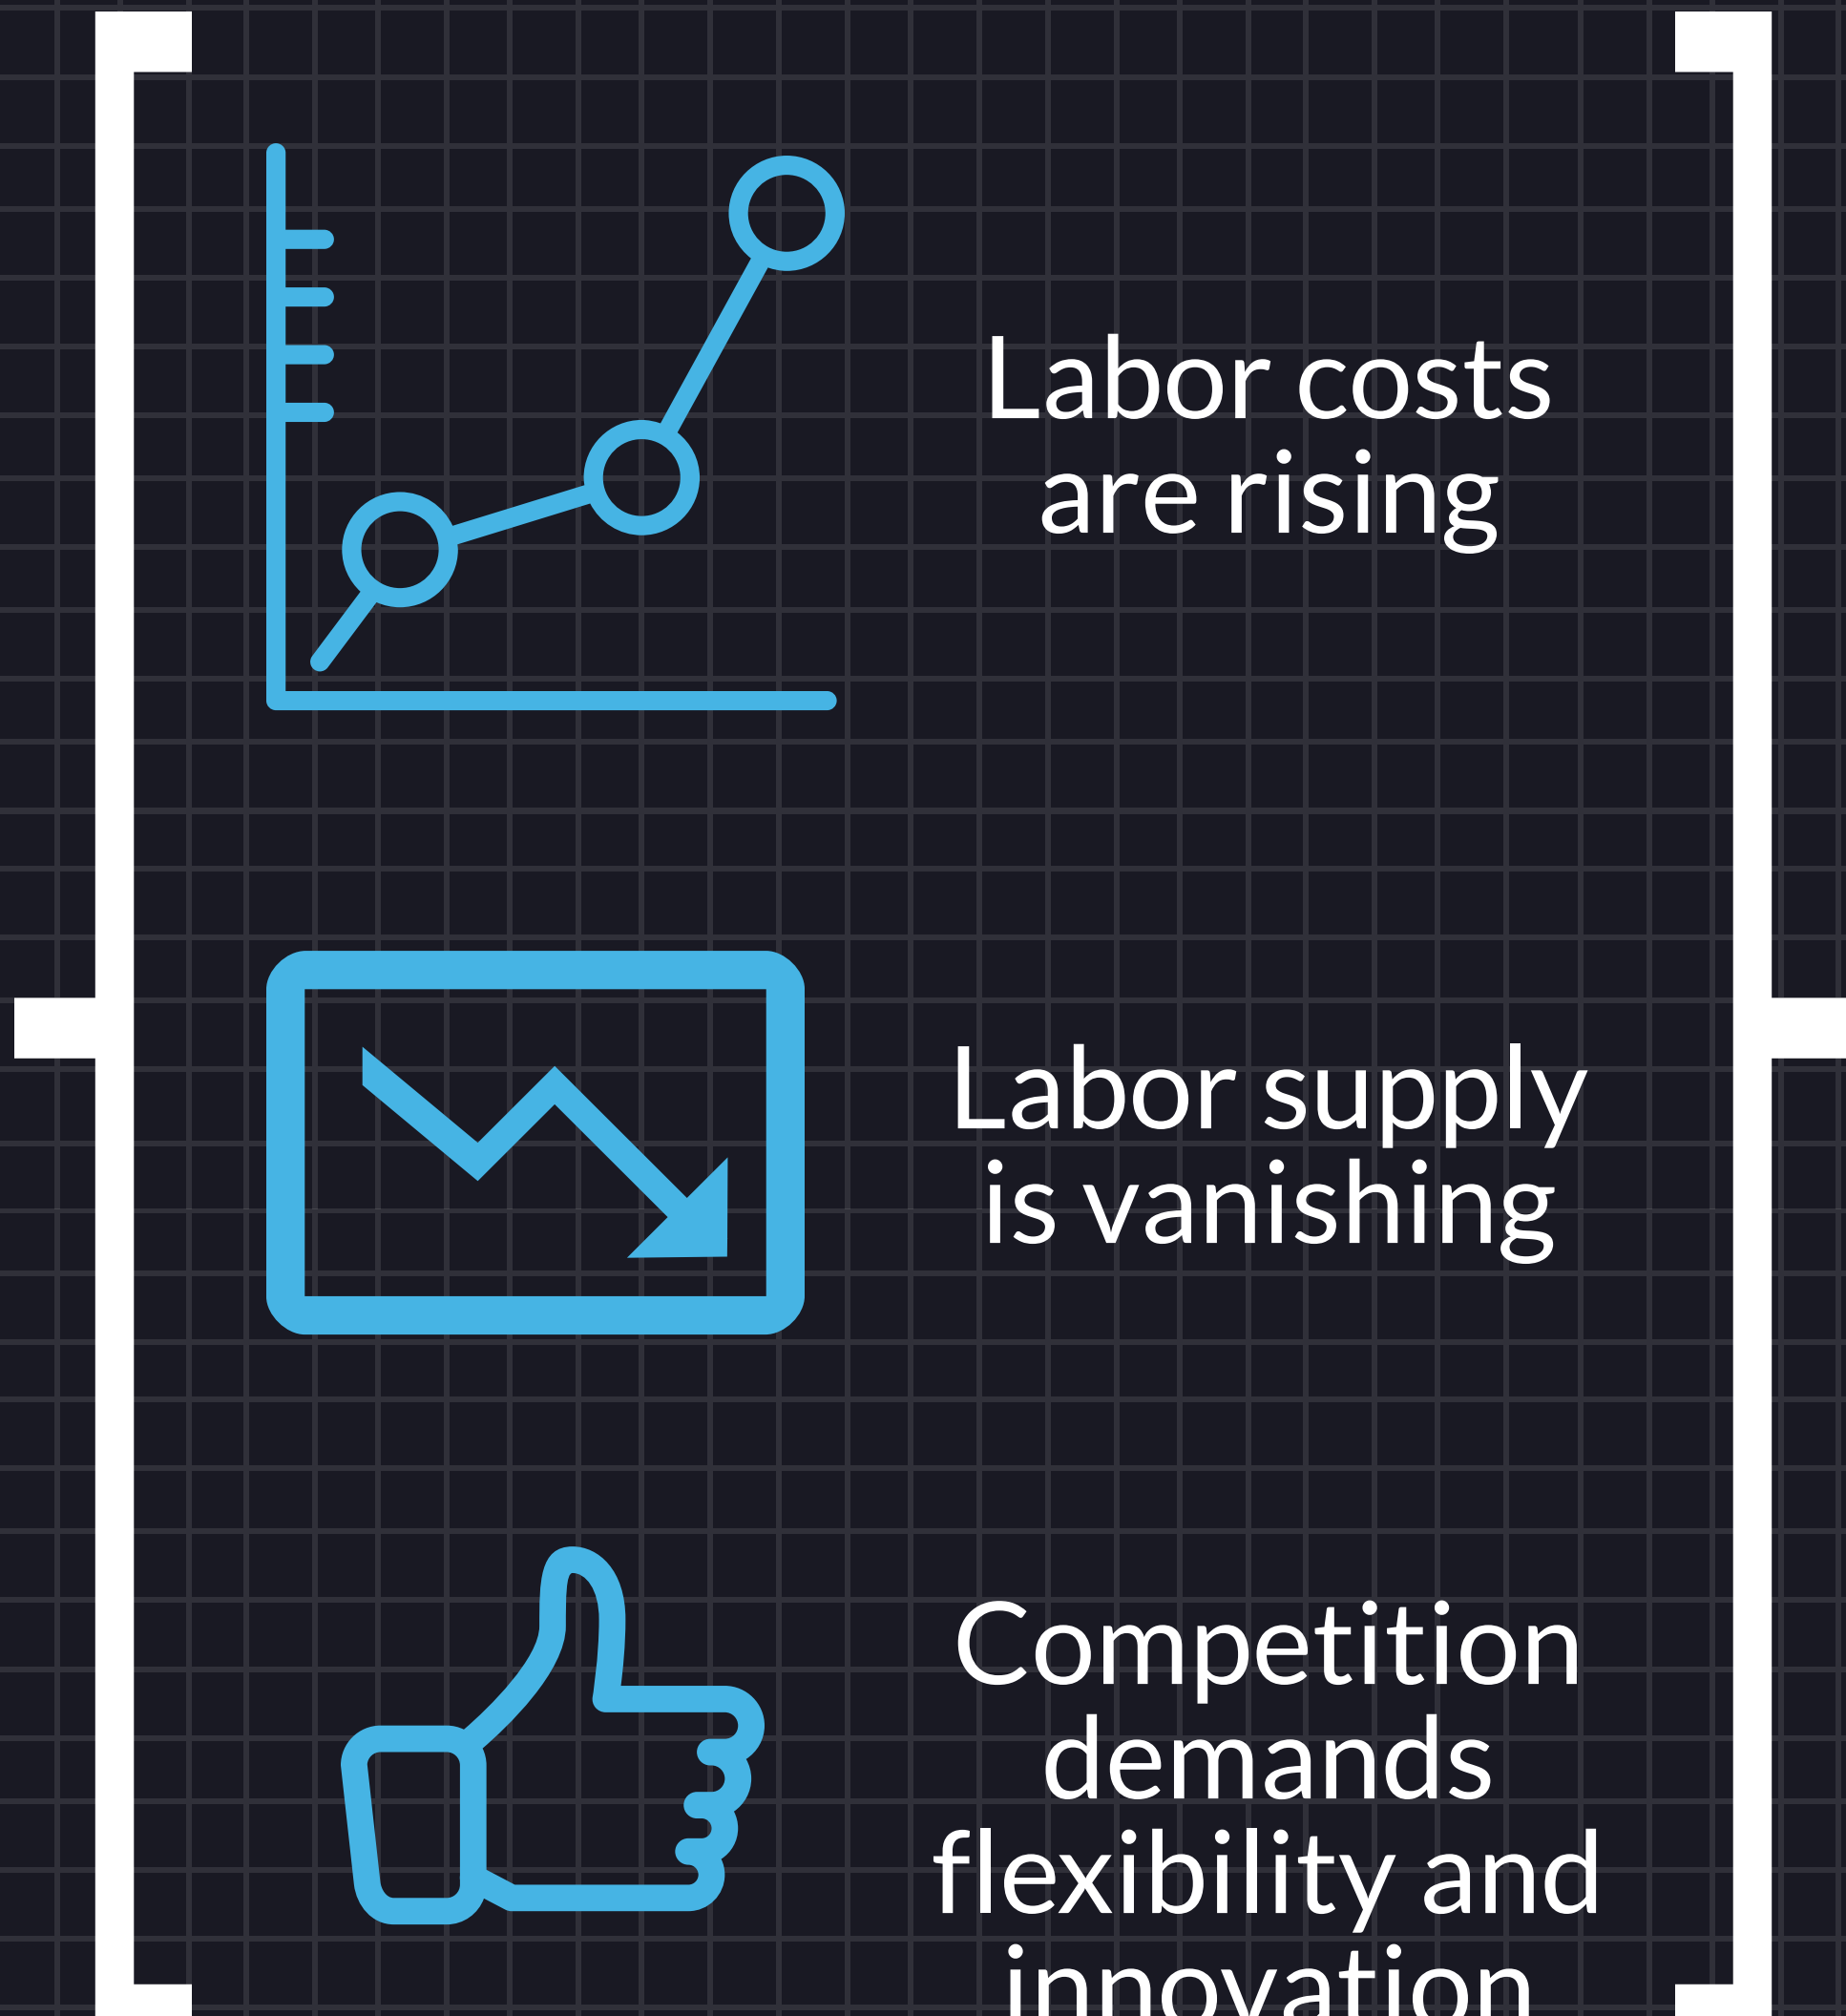 Labor costs
are rising
Labor supply
is vanishing
Competition
demands
flexibility and
innovation